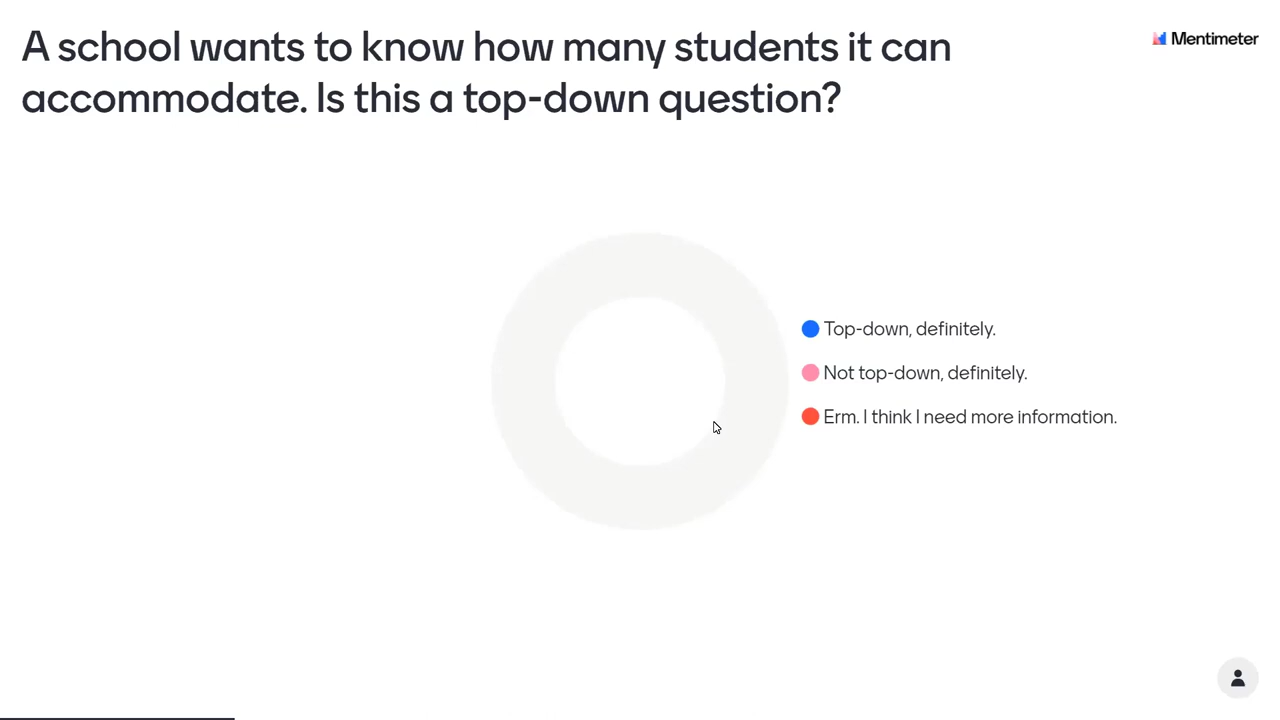 A school wants to know how many students it can
accommodate. Is this a top-down question?
Mentimeter
Top-down, definitely.
Not top-down, definitely.
Erm. I think I need more information.